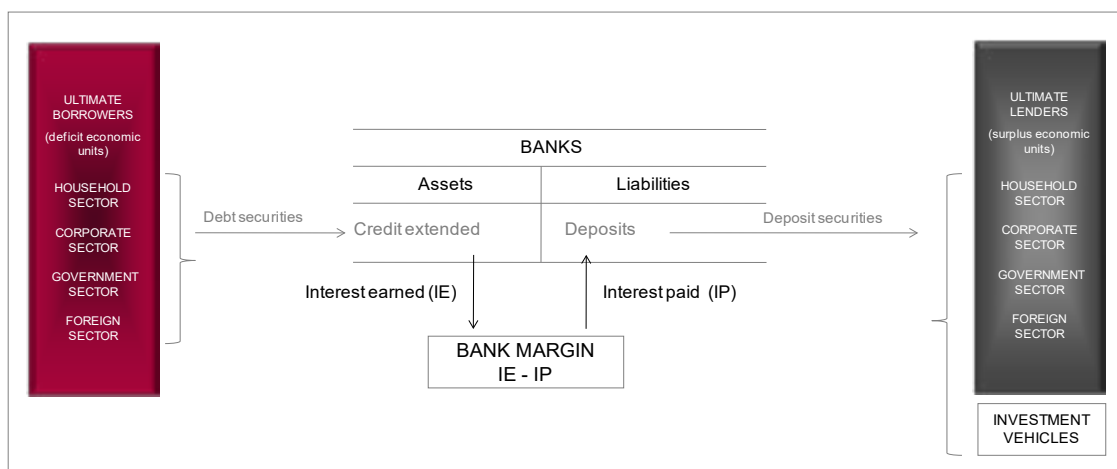 ULTIMATE
BORROWERS
(deficit economic
units)
HOUSEHOLD
SECTOR
CORPORATE
SECTOR
GOVERNMENT
SECTOR
FOREIGN
SECTOR
Debt securities
BANKS
Assets
Liabilities
Credit extended
Deposits
Interest earned (IE)
Interest paid (IP)
BANK MARGIN
IE - IP
Deposit securities
ULTIMATE
LENDERS
(surplus economic
units)
HOUSEHOLD
SECTOR
CORPORATE
SECTOR
GOVERNMENT
SECTOR
FOREIGN
SECTOR
INVESTMENT
VEHICLES